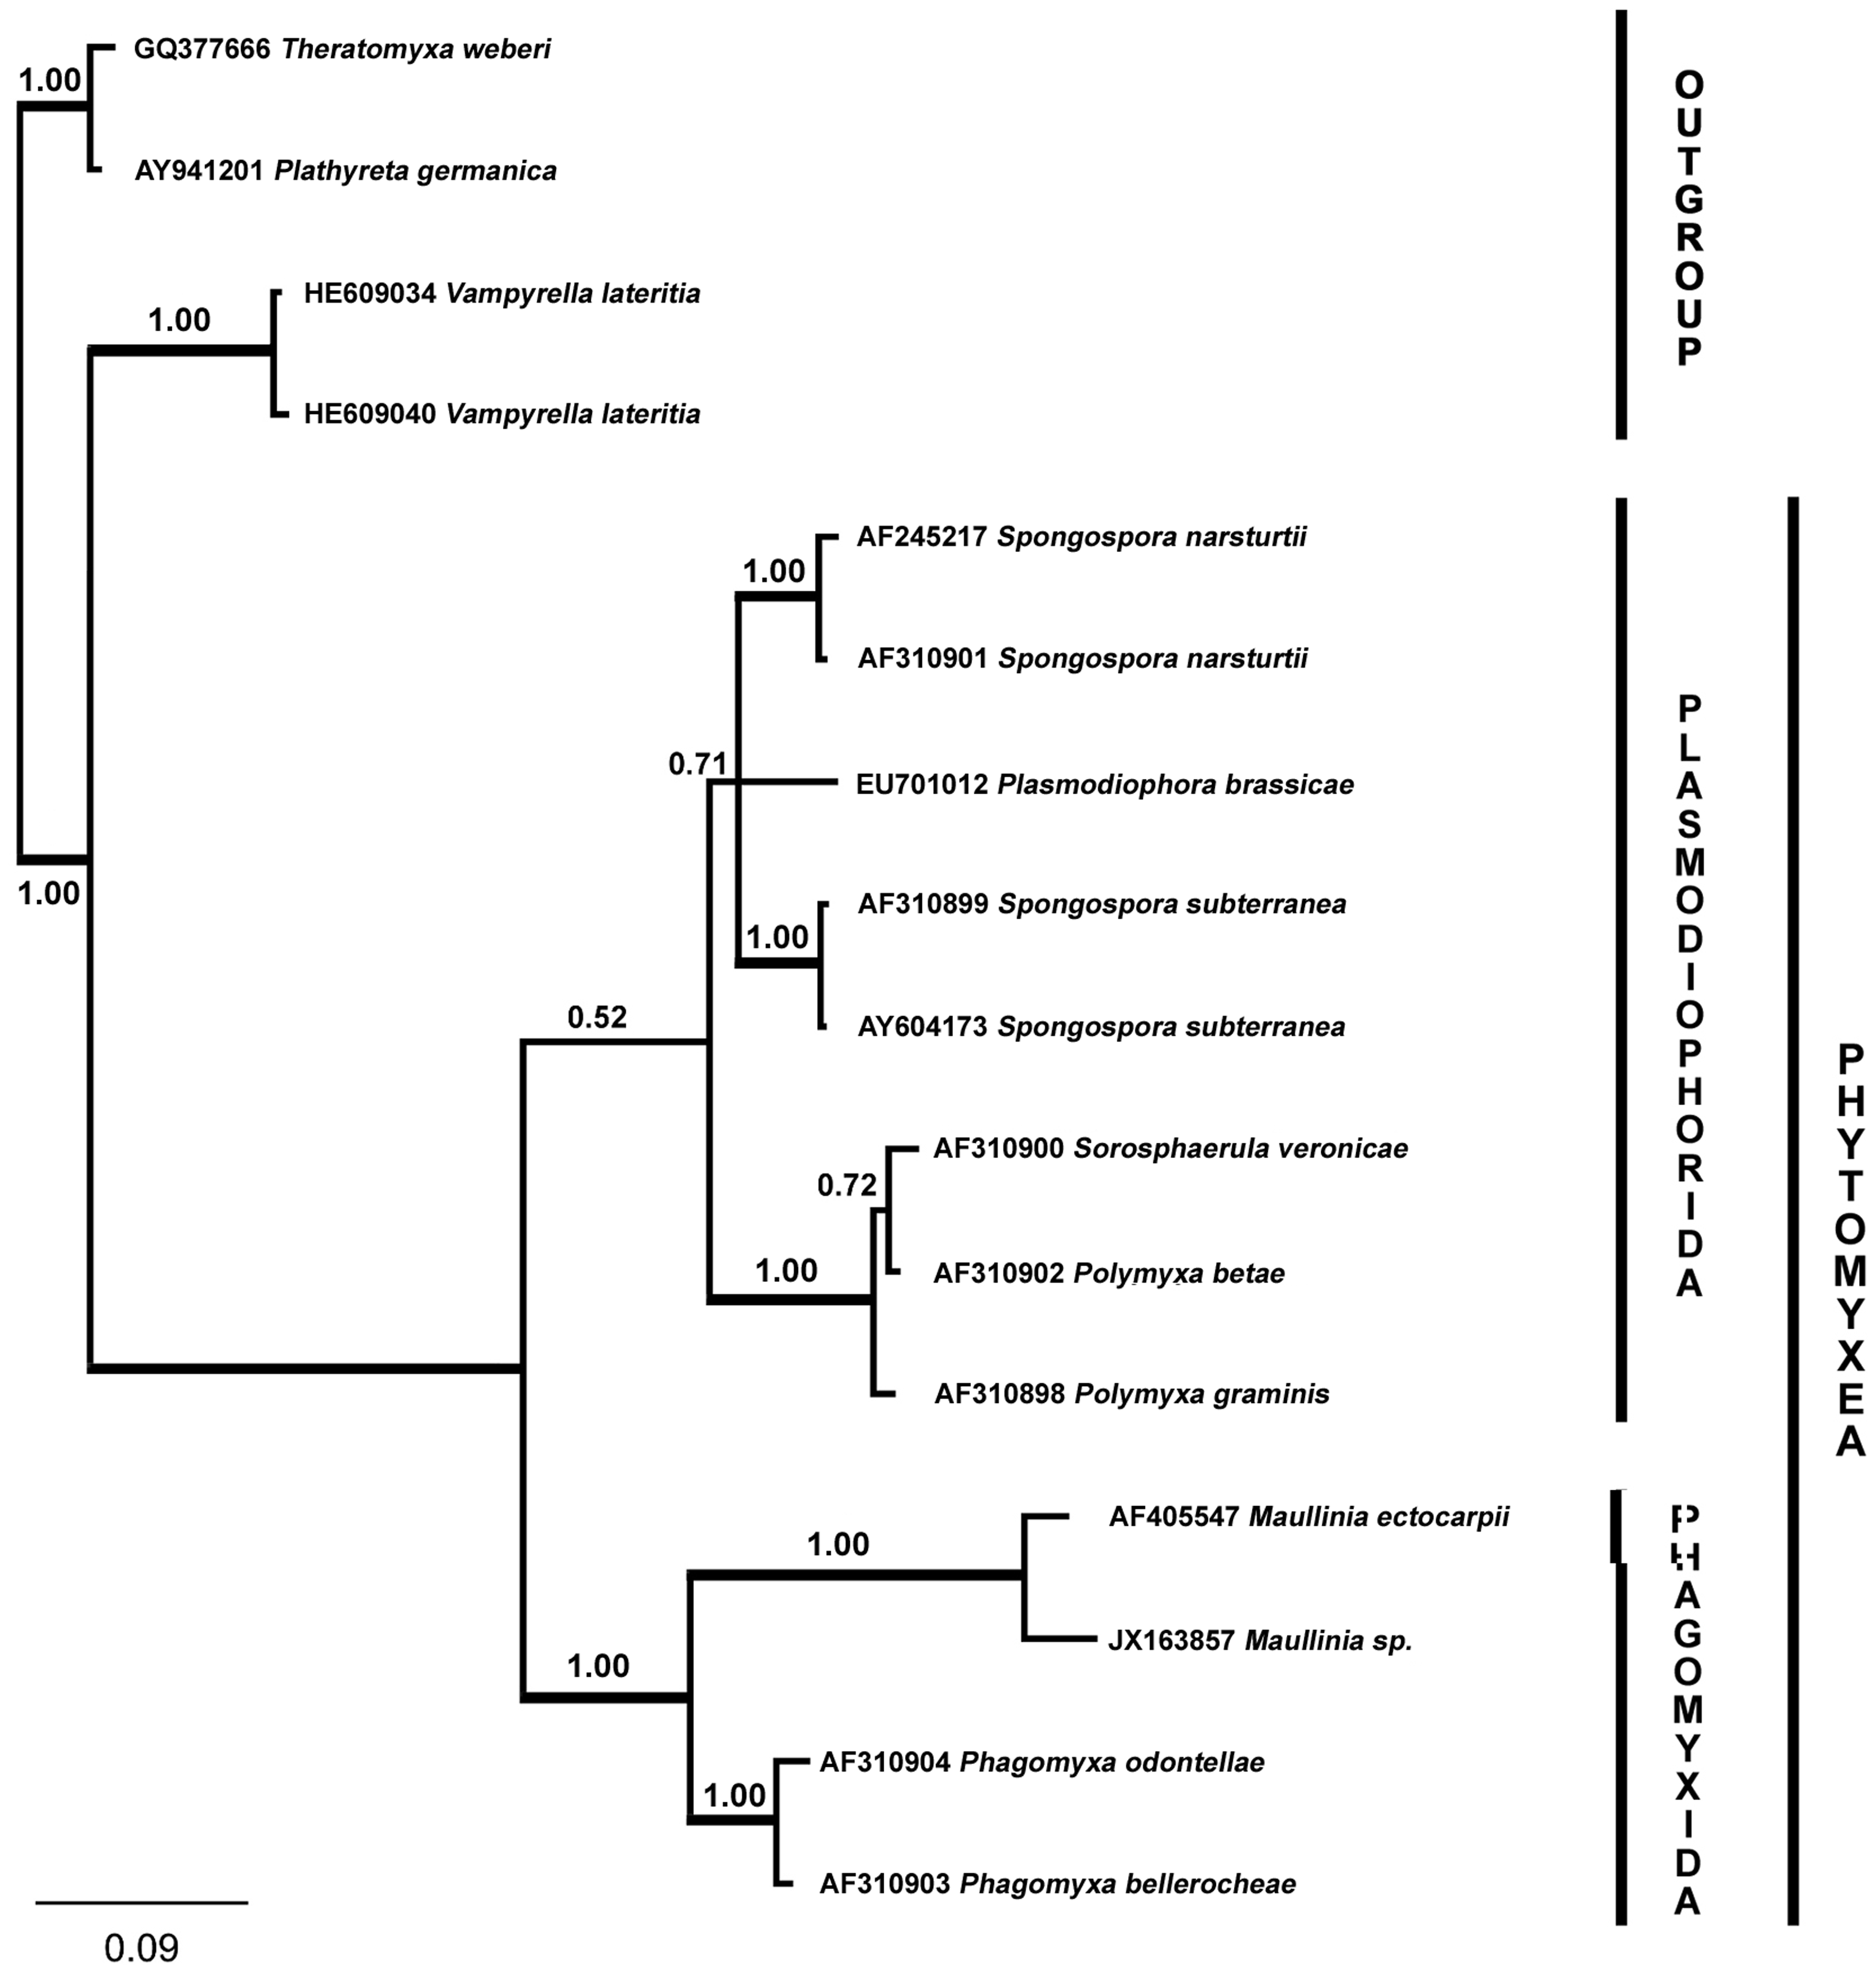 GQ377666 Theratomyxa weberi
1.00
AY941201 Plathyreta germanica
HE609034 Vampyrella lateritia
1.00
HE609040 Vampyrella lateritia
OUTGROUP
1.00
AF245217 Spongospora narsturtii
1.00
AF310901 Spongospora narsturtii
0.71
EU701012 Plasmodiophora brassicae
AF310899 Spongospora subterranea
1.00
AY604173 Spongospora subterranea
0.52
AF310900 Sorosphaerula veronicae
0.72
AF310902 Polymyxa betae
1.00
AF310898 Polymyxa graminis
PLASMODIOPHORIDA
PHYTOMYXEA
AF405547 Maullinia ectocarpii
1.00
JX163857 Maullinia sp.
1.00
AF310904 Phagomyxa odontellae
1.00
AF310903 Phagomyxa bellerocheae
PHAGOMYXIDA
0.09